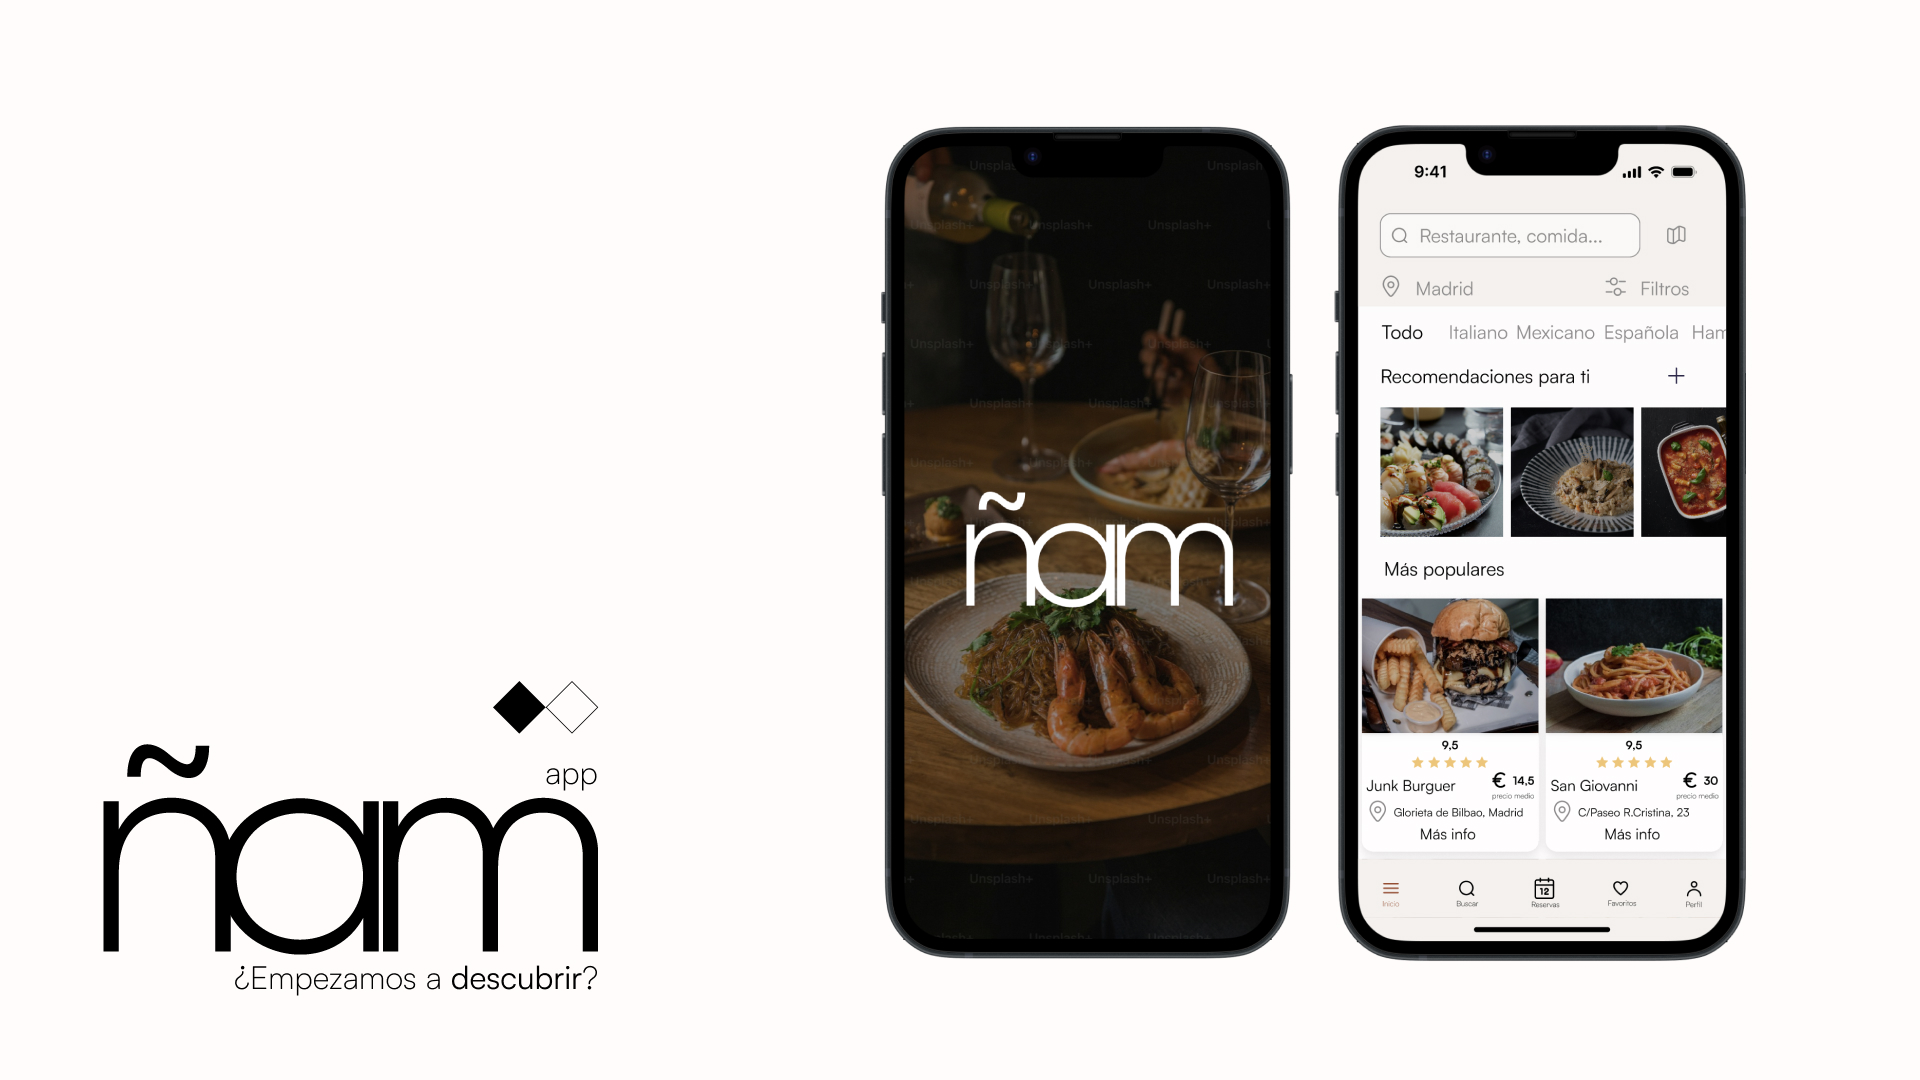 app
ñam
¿Empezamos a descubrir?
Unsplash+
ñam
9:41
Restaurante, comida...
Madrid
Filtros
Todo Italiano Mexicano Española Ham
Recomendaciones para ti +
Más populares
9,5
Junk Burguer
€ 14,5
precio medio
Glorieta de Bilbao, Madrid
Más info
9,5
San Giovanni
€ 30
precio medio
C/Paseo R.Cristina, 23
Más info
Inicio
Buscar
12
Reservas
Favoritos
Perfil